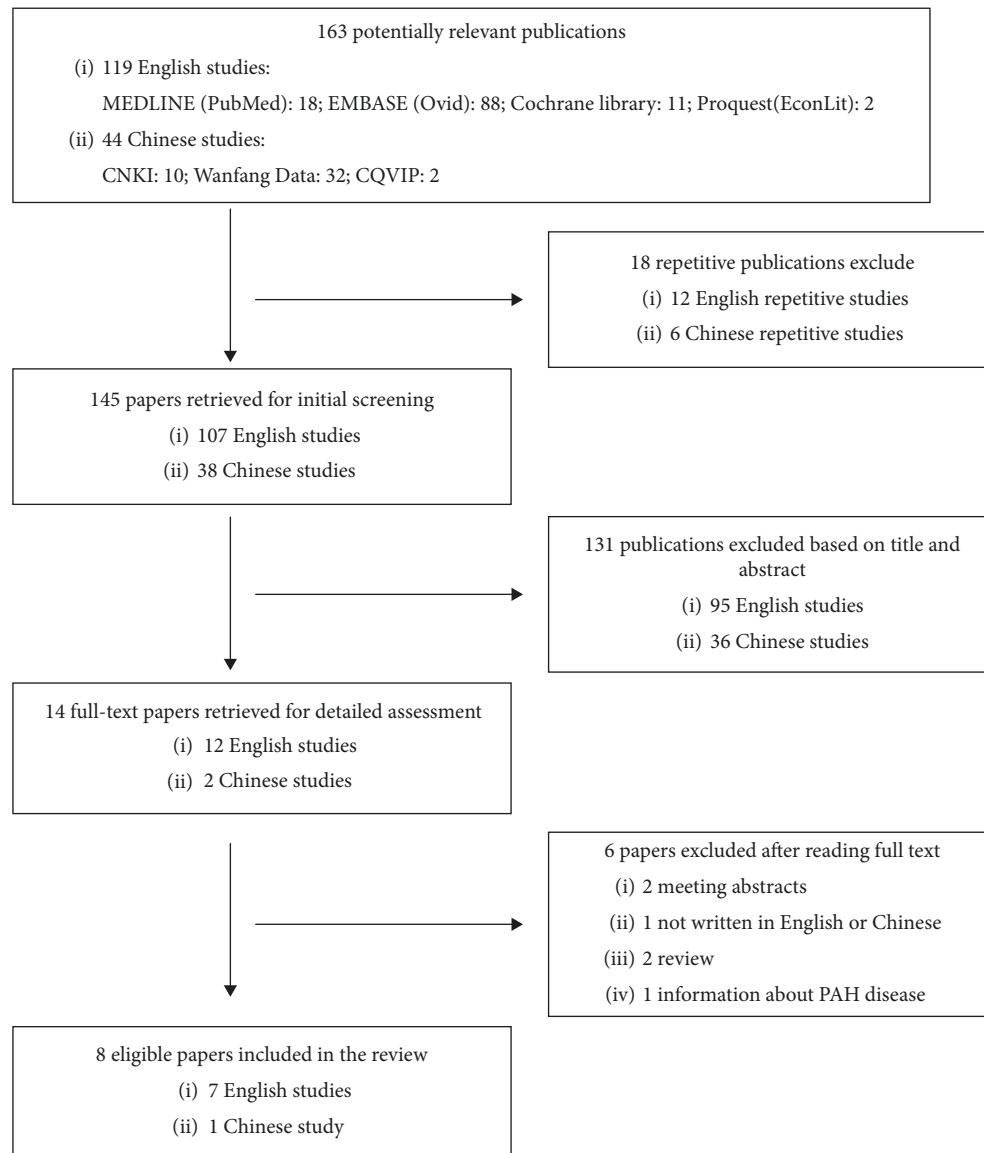 163 potentially relevant publications
(i) 119 English studies:
MEDLINE (PubMed): 18; EMBASE (Ovid): 88; Cochrane library: 11; Proquest(EconLit): 2
(ii) 44 Chinese studies:
CNKI: 10; Wanfang Data: 32; CQVIP: 2
18 repetitive publications exclude
(i) 12 English repetitive studies
(ii) 6 Chinese repetitive studies
145 papers retrieved for initial screening
(i) 107 English studies
(ii) 38 Chinese studies
131 publications excluded based on title and
abstract
(i) 95 English studies
(ii) 36 Chinese studies
14 full-text papers retrieved for detailed assessment
(i) 12 English studies
(ii) 2 Chinese studies
6 papers excluded after reading full text
(i) 2 meeting abstracts
(ii) 1 not written in English or Chinese
(iii) 2 review
(iv) 1 information about PAH disease
8 eligible papers included in the review
(i) 7 English studies
(ii) 1 Chinese study